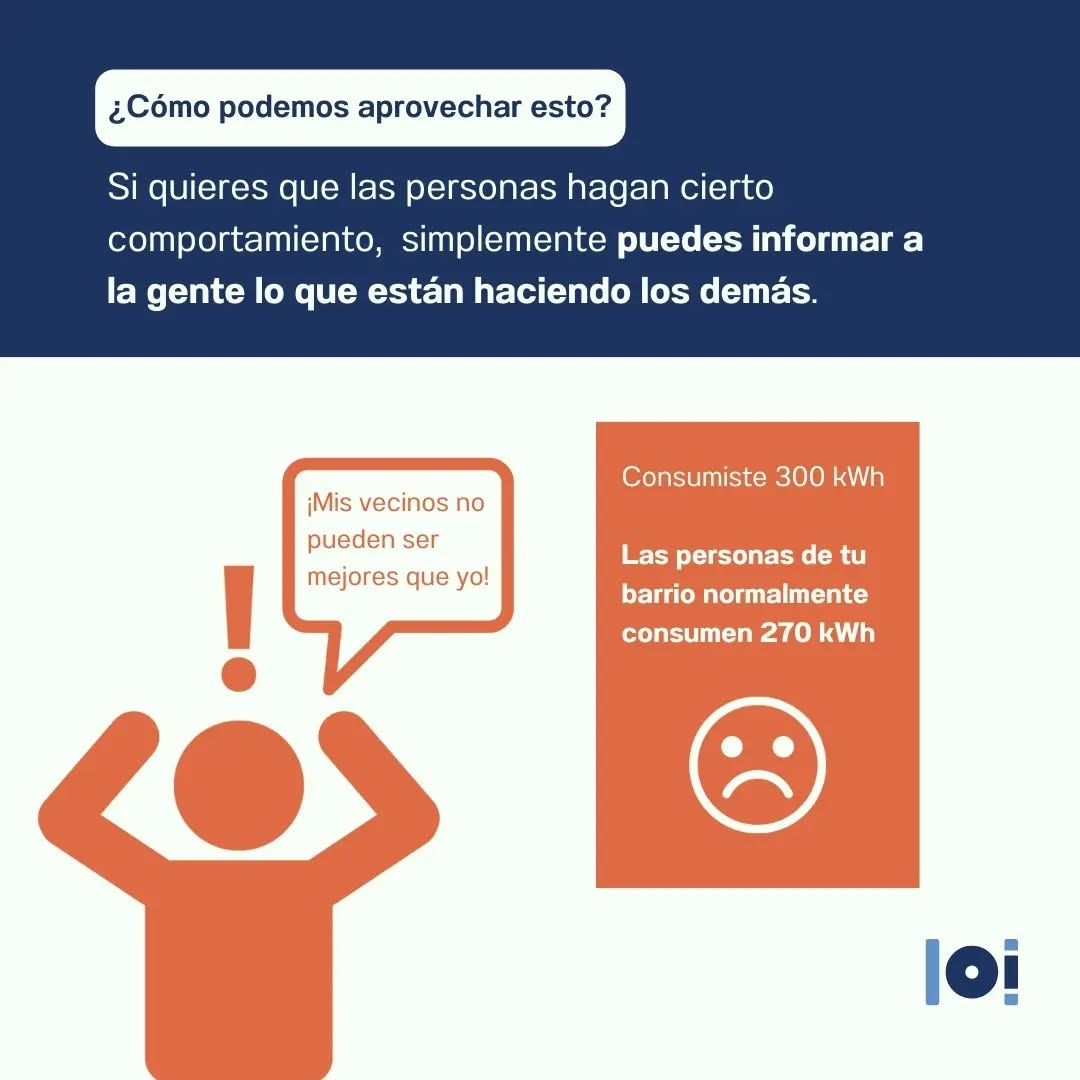 ¿Cómo podemos aprovechar esto?
Si quieres que las personas hagan cierto
comportamiento, simplemente puedes informar a
la gente lo que están haciendo los demás.
¡Mis vecinos no
pueden ser
mejores que yo!
Consumiste 300 kWh
Las personas de tu
barrio normalmente
consumen 270 kWh